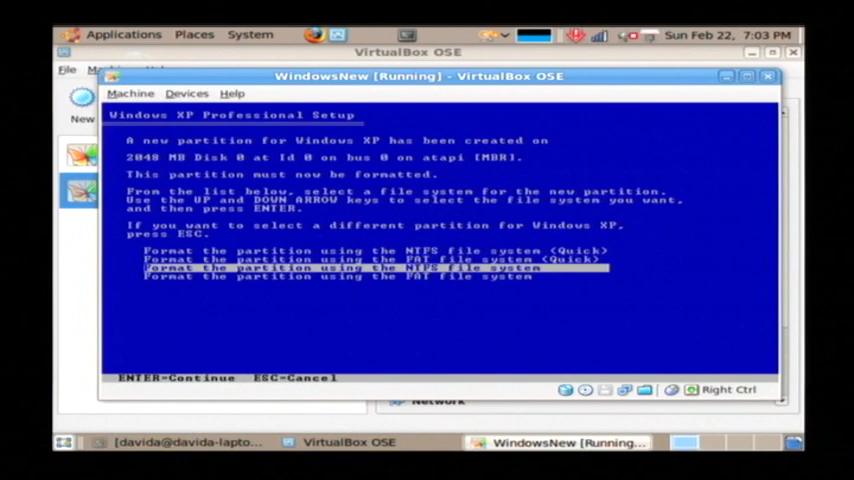 Applications Places System Sun Feb 22, 7:03 PM
VirtualBox OSE
File
WindowsNew [Running] - VirtualBox OSE
Machine Devices Help
New
Windows XP Professional Setup
A new partition for Windows XP has been created on
2048 MB Disk 0 at Id 0 on bus 0 on atapi [MBR].
This partition must now be formatted.
From the list below, select a file system for the new partition.
Use the UP and DOWN ARROW keys to select the file system you want,
and then press ENTER.
If you want to select a different partition for Windows XP,
press ESC.
Format the partition using the NTFS file system (Quick)
Format the partition using the FAT file system (Quick)
Format the partition using the NTFS file system
Format the partition using the FAT file system
ENTER=Continue ESC=Cancel
Right Ctrl
Network
[davida@davida-lapto... VirtualBox OSE WindowsNew [Running...